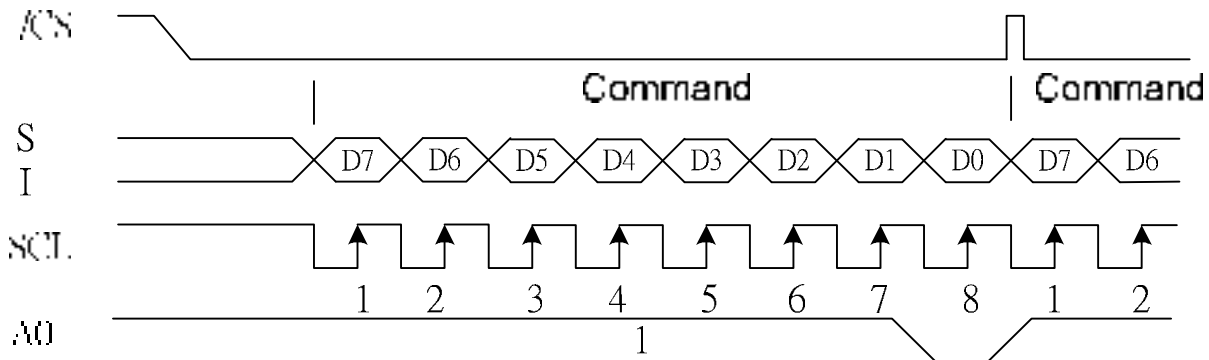 /CS
Command Command
S
I
D7 D6 D5 D4 D3 D2 D1 D0 D7 D6
SCL
1 2 3 4 5 6 7 8 1 2
A0
1